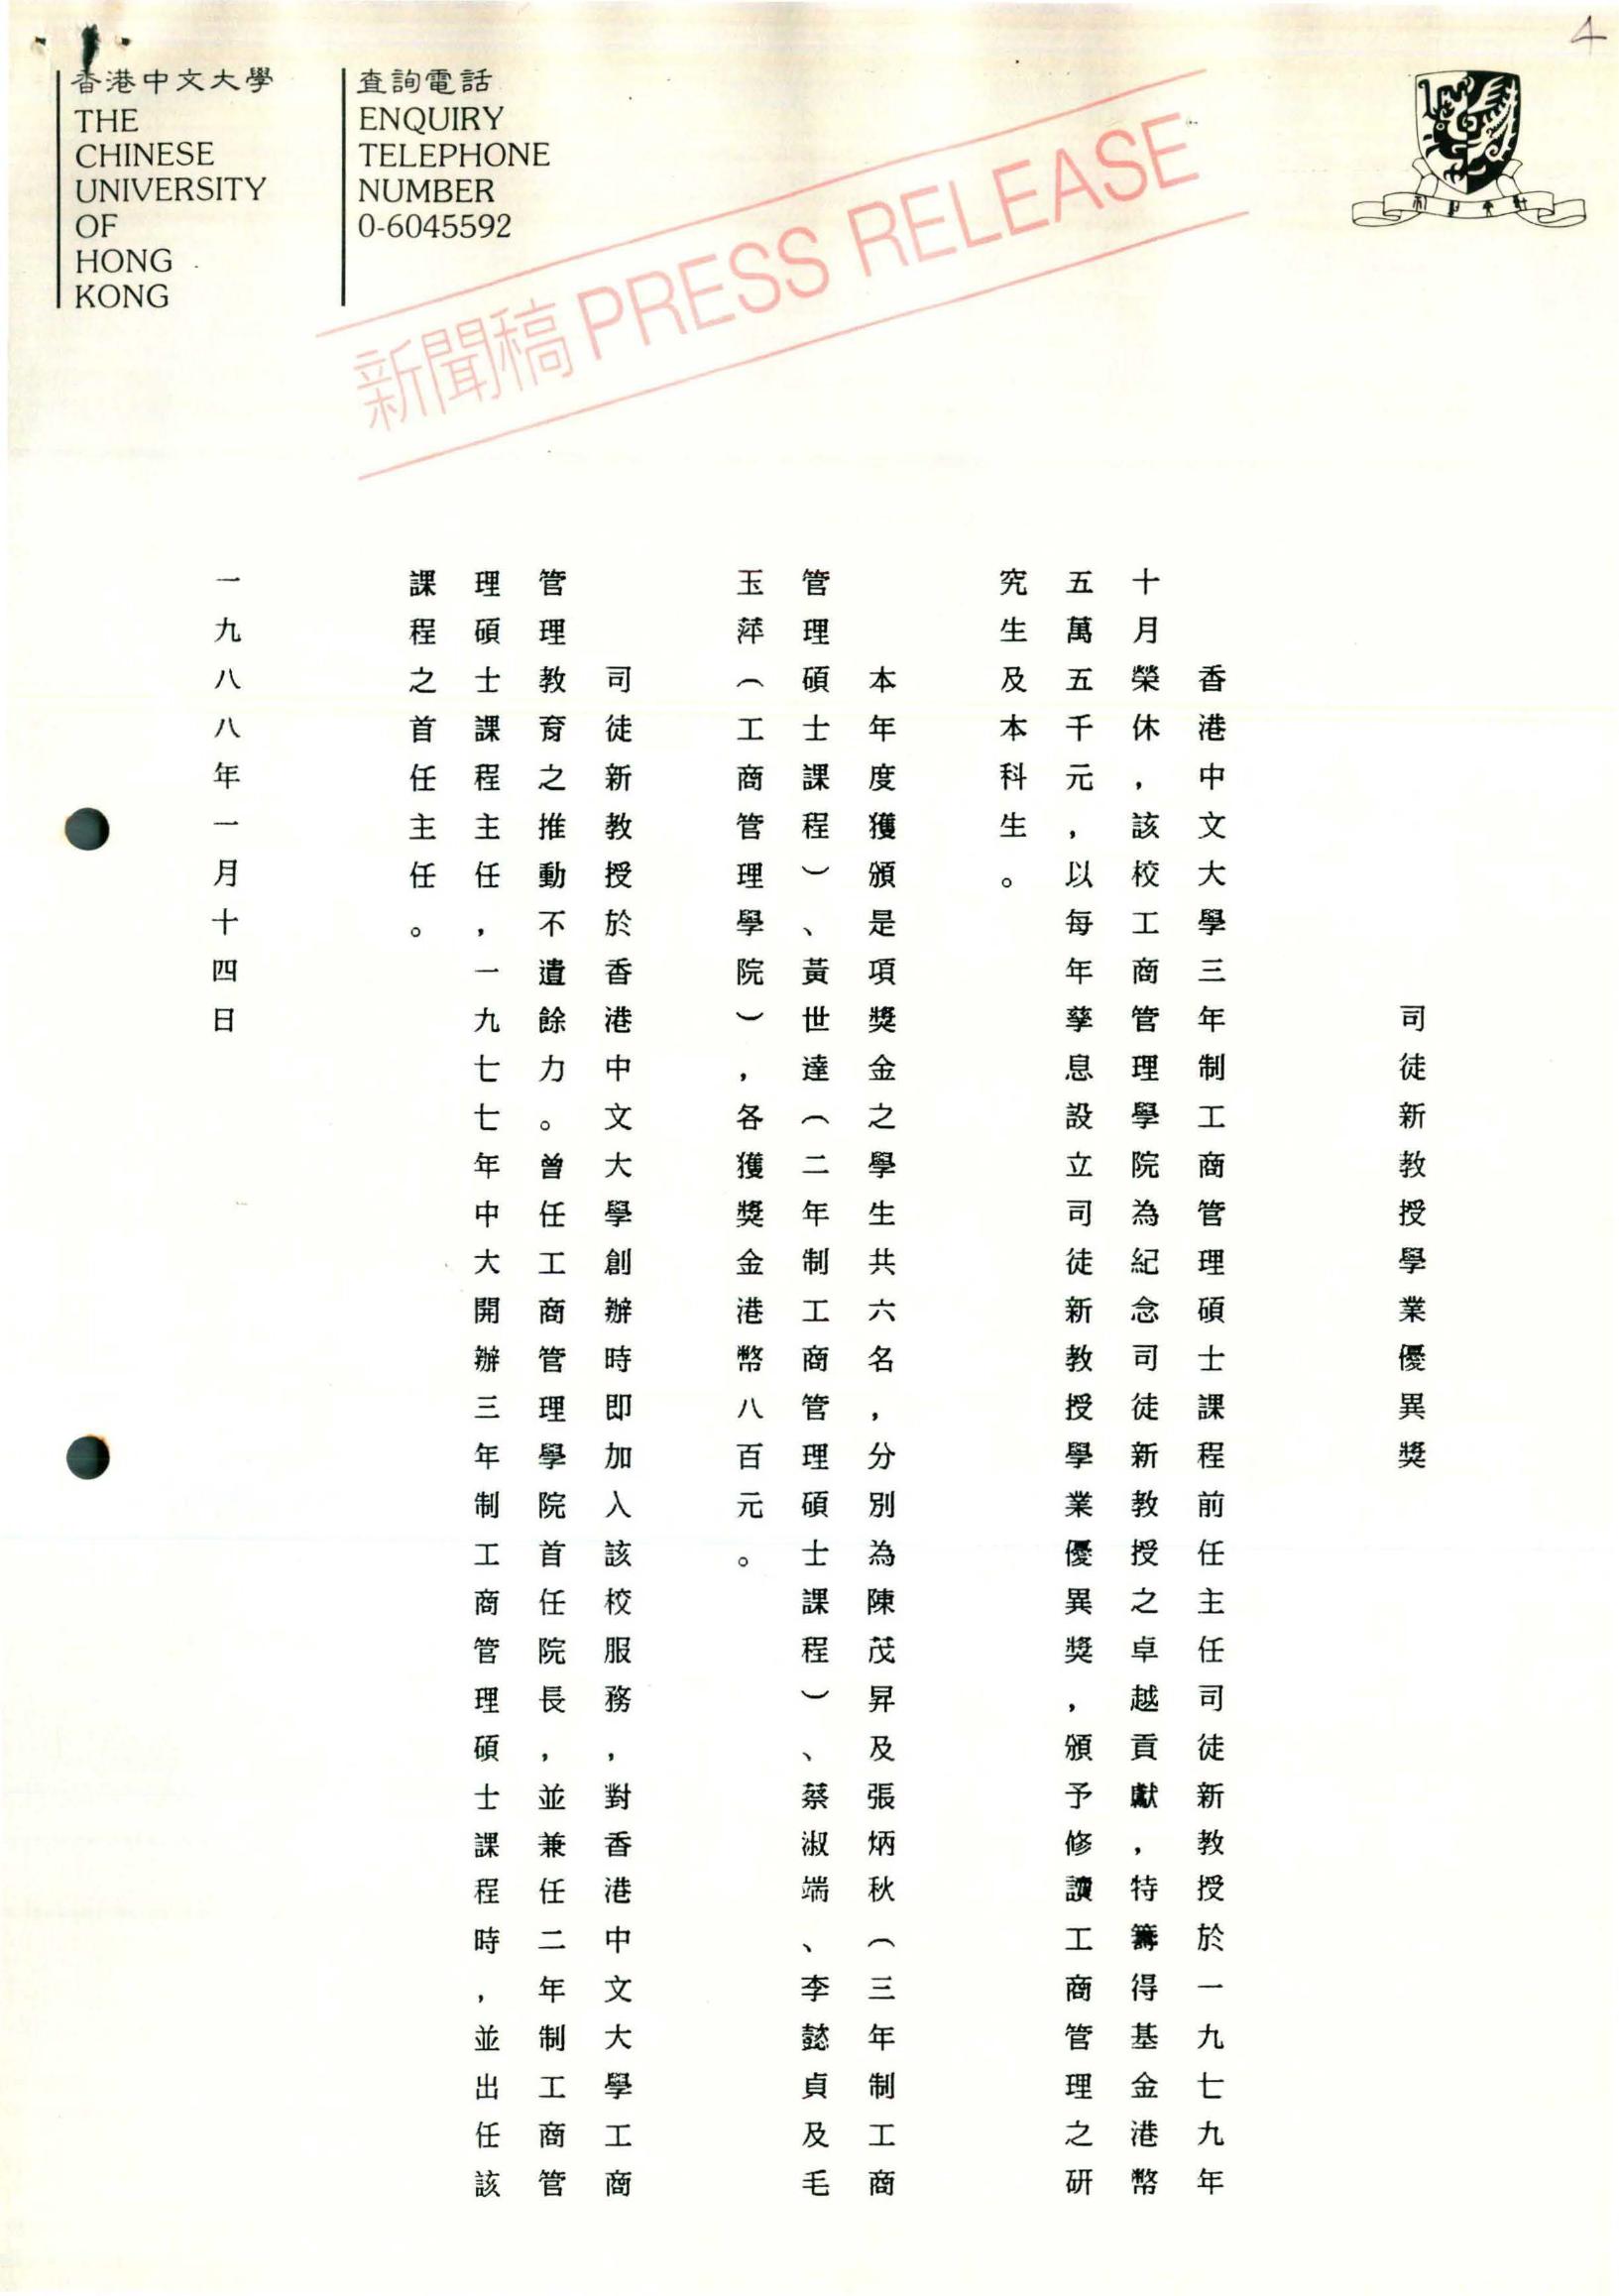 4
香港中文大學
THE
CHINESE
UNIVERSITY
OF
HONG
KONG
查詢電話
ENQUIRY
TELEPHONE
NUMBER
0-6045592
新聞稿 PRESS RELEASE
司徒新教授學業優異獎
香港中文大學三年制工商管理碩士課程前任主任司徒新教授於一九七九年
十月榮休，該校工商管理學院為紀念司徒新教授之卓越貢獻，特籌得基金港幣
五萬五千元，以每年孳息設立司徒新教授學業優異獎，頒予修讀工商管理之研
究生及本科生。
本年度獲頒是項獎金之學生共六名，分別為陳茂昇及張炳秋（三年制工商
管理碩士課程）、黃世達（二年制工商管理碩士課程）、蔡淑端、李懿貞及毛
玉萍（工商管理學院），各獲獎金港幣八百元。
司徒新教授於香港中文大學創辦時即加入該校服務，對香港中文大學工商
管理教育之推動不遺餘力。曾任工商管理學院首任院長，並兼任二年制工商管
理碩士課程主任，一九七七年中大開辦三年制工商管理碩士課程時，並出任該
課程之首任主任。
一九八八年一月十四日